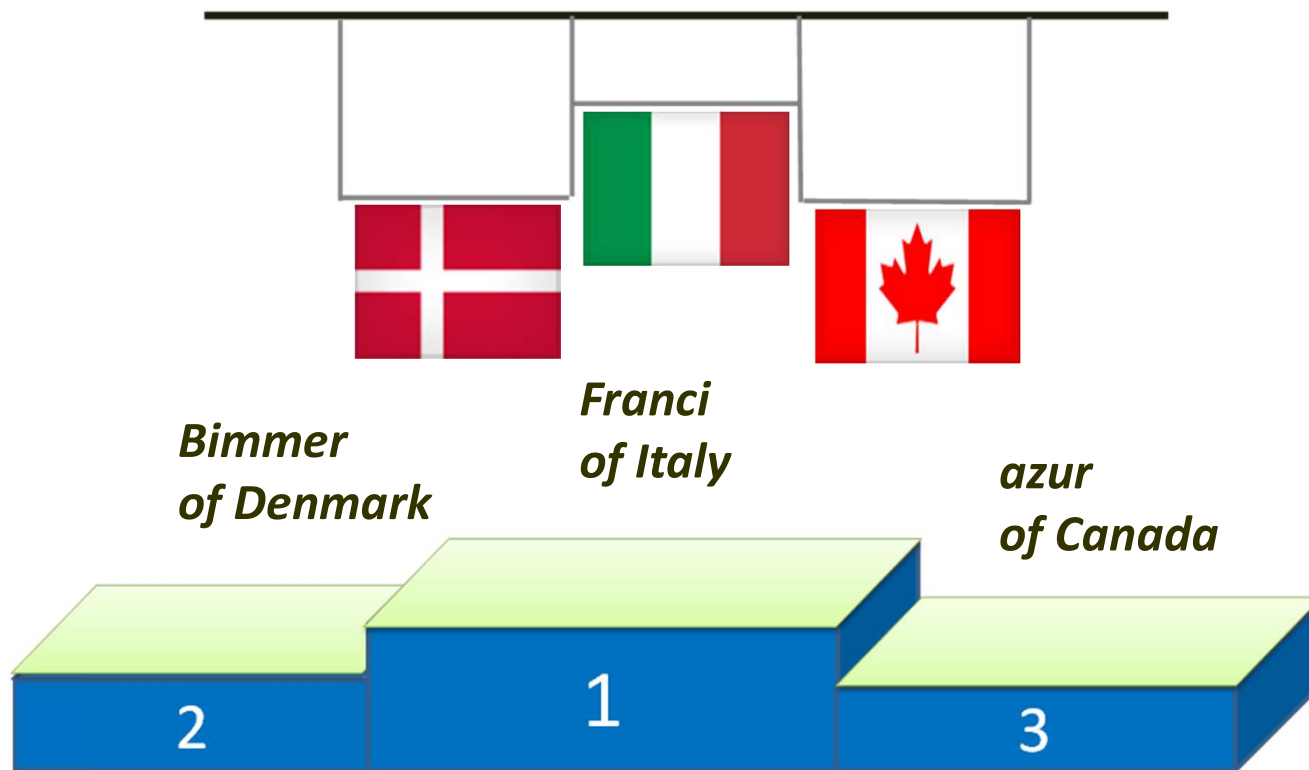 Franci
of Italy
Bimmer
of Denmark
azur
of Canada
2
1
3